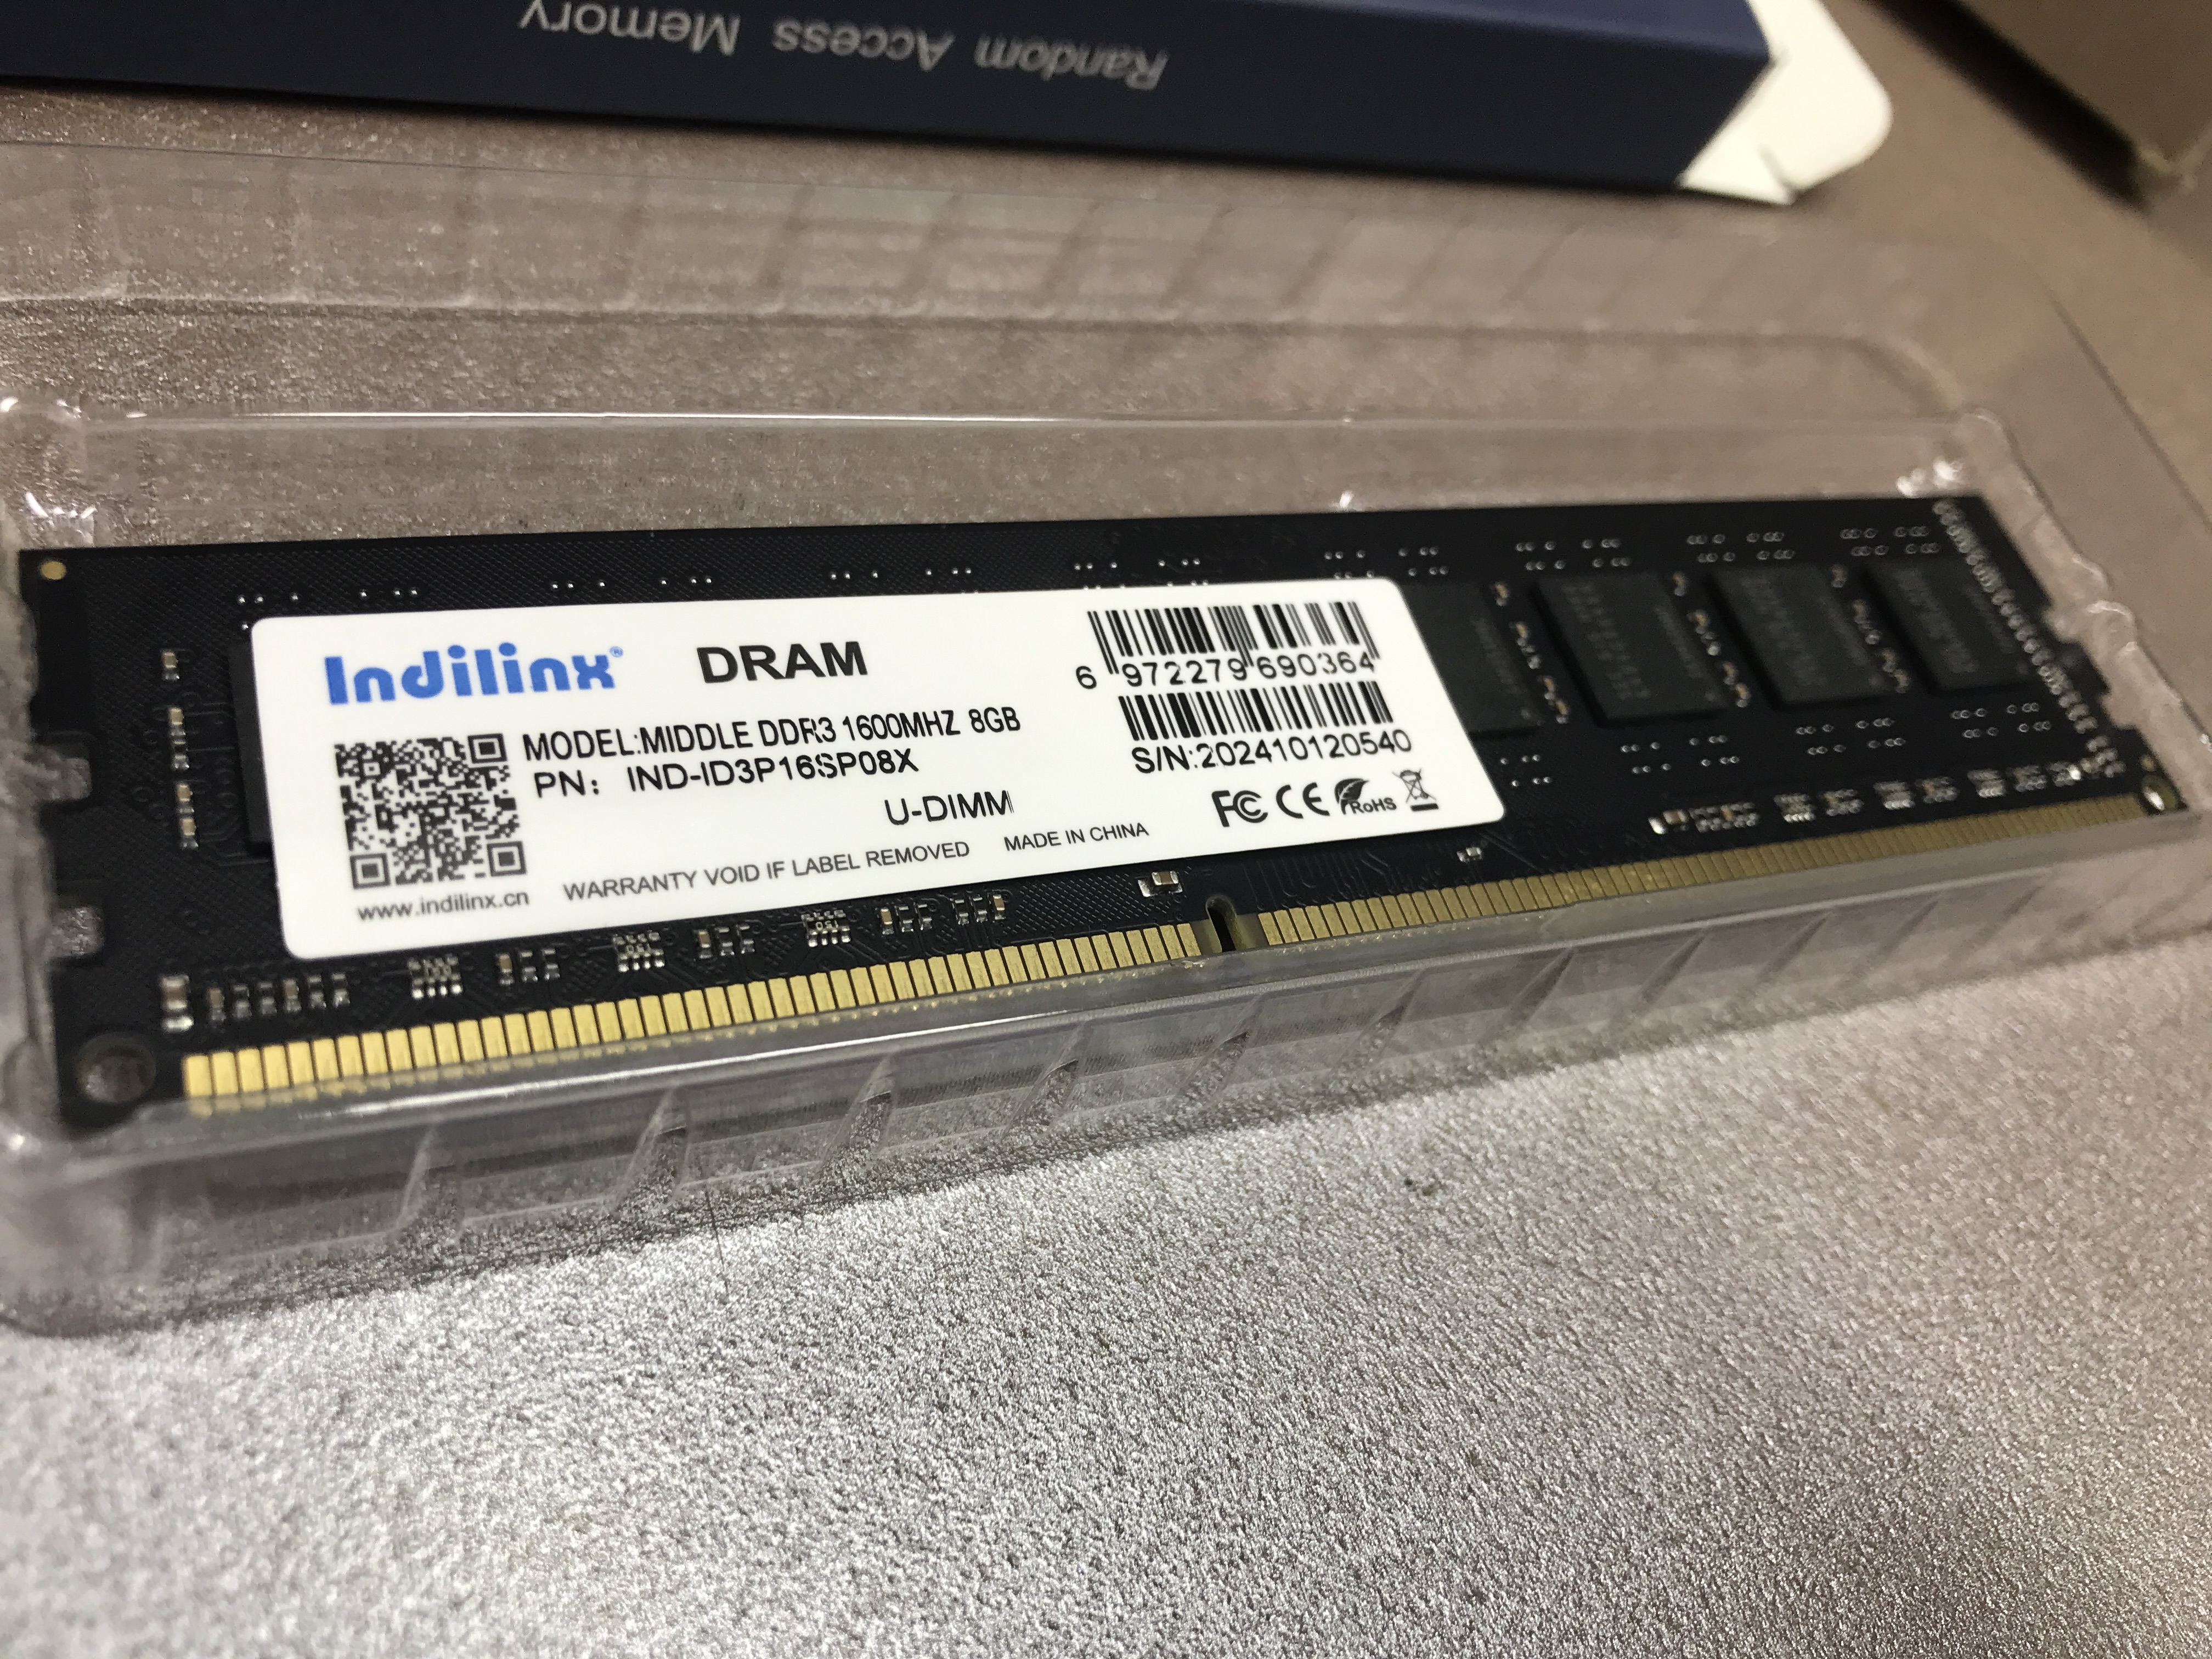 Random Access Memory
Indilinx® DRAM
6 972279 690364
MODEL:MIDDLE DDR3 1600MHZ 8GB
PN: IND-ID3P16SP08X
S/N:202410120540
U-DIMM
FC CE RoHS
WARRANTY VOID IF LABEL REMOVED MADE IN CHINA
www.indilinx.cn